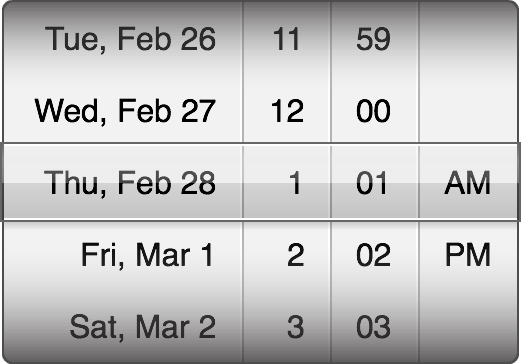 Tue, Feb 26 11 59
Wed, Feb 27 12 00
Thu, Feb 28 1 01 AM
Fri, Mar 1 2 02 PM
Sat, Mar 2 3 03